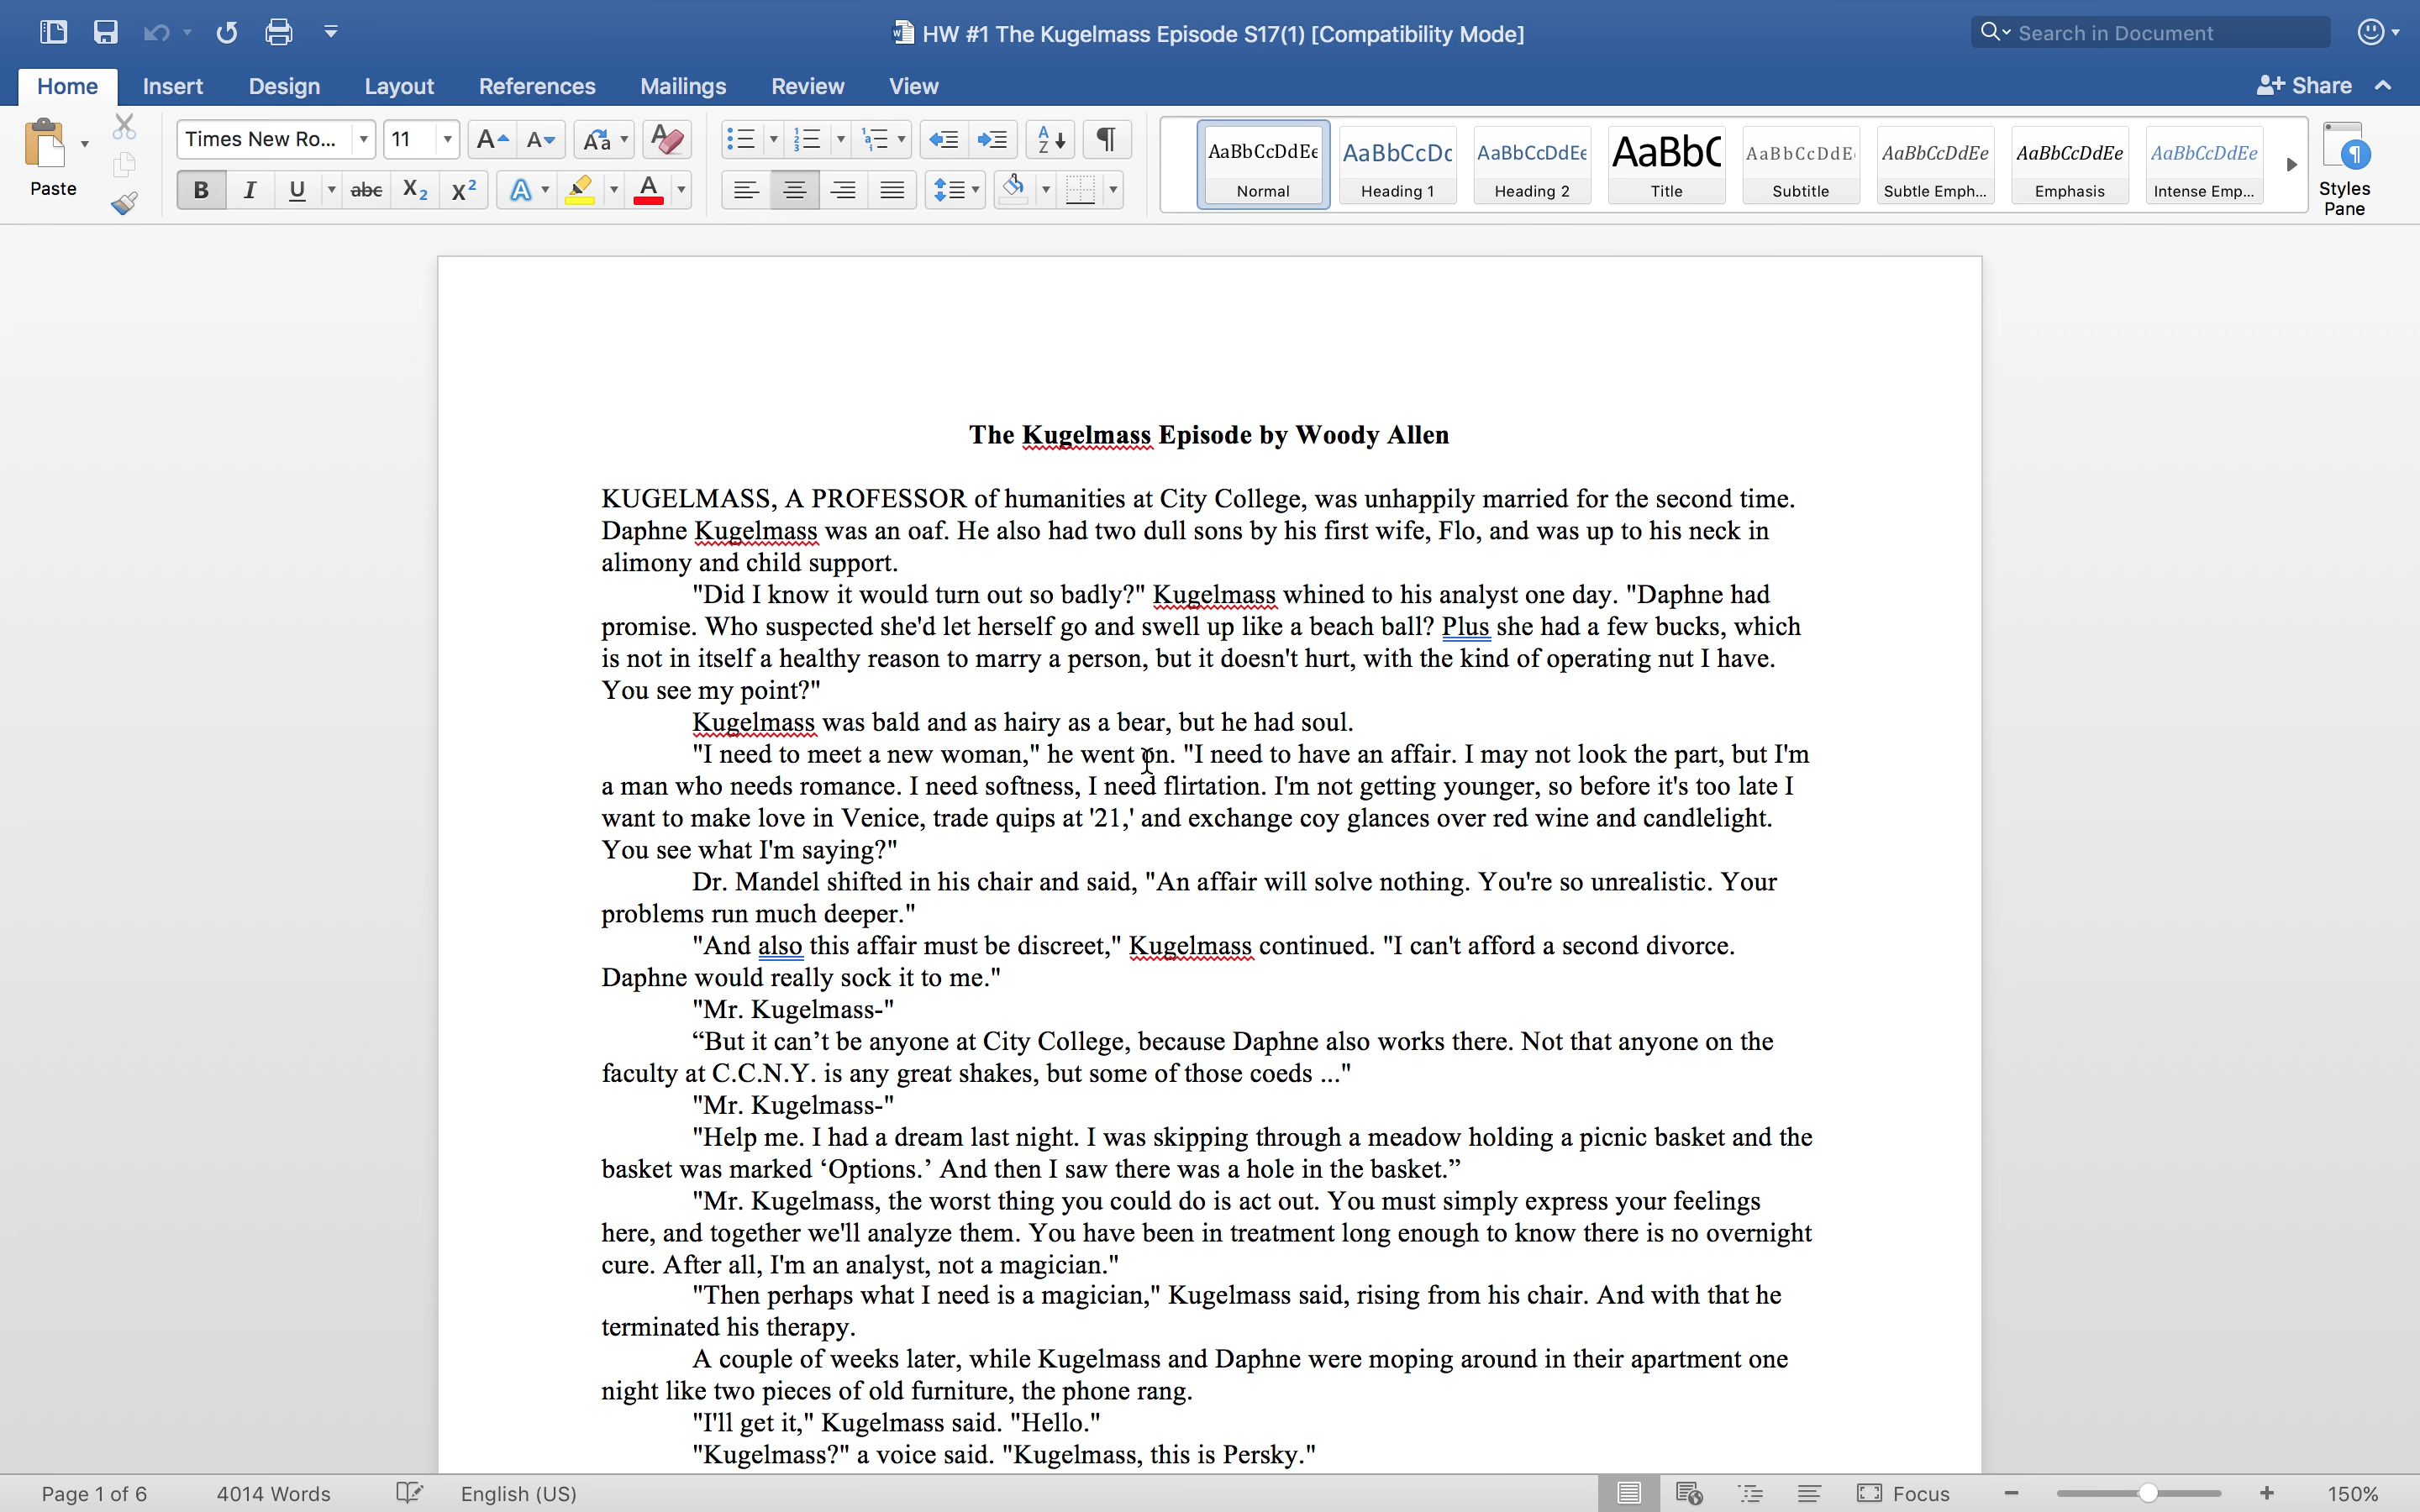 HW #1 The Kugelmass Episode S17(1) [Compatibility Mode]
Search in Document
Home Insert Design Layout References Mailings Review View Share
Paste
Times New Ro... 11
AaBbCcDdEe AaBbCcDc AaBbCcDdEe AaBbC AaBbCcDdE AaBbCcDdEe AaBbCcDdEe AaBbCcDdEe
Normal Heading 1 Heading 2 Title Subtitle Subtle Emph... Emphasis Intense Emp...
Styles
Pane
The Kugelmass Episode by Woody Allen
KUGELMASS, A PROFESSOR of humanities at City College, was unhappily married for the second time.
Daphne Kugelmass was an oaf. He also had two dull sons by his first wife, Flo, and was up to his neck in
alimony and child support.
"Did I know it would turn out so badly?" Kugelmass whined to his analyst one day. "Daphne had
promise. Who suspected she'd let herself go and swell up like a beach ball? Plus she had a few bucks, which
is not in itself a healthy reason to marry a person, but it doesn't hurt, with the kind of operating nut I have.
You see my point?"
Kugelmass was bald and as hairy as a bear, but he had soul.
"I need to meet a new woman," he went on. "I need to have an affair. I may not look the part, but I'm
a man who needs romance. I need softness, I need flirtation. I'm not getting younger, so before it's too late I
want to make love in Venice, trade quips at '21,' and exchange coy glances over red wine and candlelight.
You see what I'm saying?"
Dr. Mandel shifted in his chair and said, "An affair will solve nothing. You're so unrealistic. Your
problems run much deeper."
"And also this affair must be discreet," Kugelmass continued. "I can't afford a second divorce.
Daphne would really sock it to me."
"Mr. Kugelmass-"
“But it can’t be anyone at City College, because Daphne also works there. Not that anyone on the
faculty at C.C.N.Y. is any great shakes, but some of those coeds ..."
"Mr. Kugelmass-"
"Help me. I had a dream last night. I was skipping through a meadow holding a picnic basket and the
basket was marked ‘Options.’ And then I saw there was a hole in the basket.”
"Mr. Kugelmass, the worst thing you could do is act out. You must simply express your feelings
here, and together we'll analyze them. You have been in treatment long enough to know there is no overnight
cure. After all, I'm an analyst, not a magician."
"Then perhaps what I need is a magician," Kugelmass said, rising from his chair. And with that he
terminated his therapy.
A couple of weeks later, while Kugelmass and Daphne were moping around in their apartment one
night like two pieces of old furniture, the phone rang.
"I'll get it," Kugelmass said. "Hello."
"Kugelmass?" a voice said. "Kugelmass, this is Persky."
Page 1 of 6 4014 Words English (US) Focus 150%